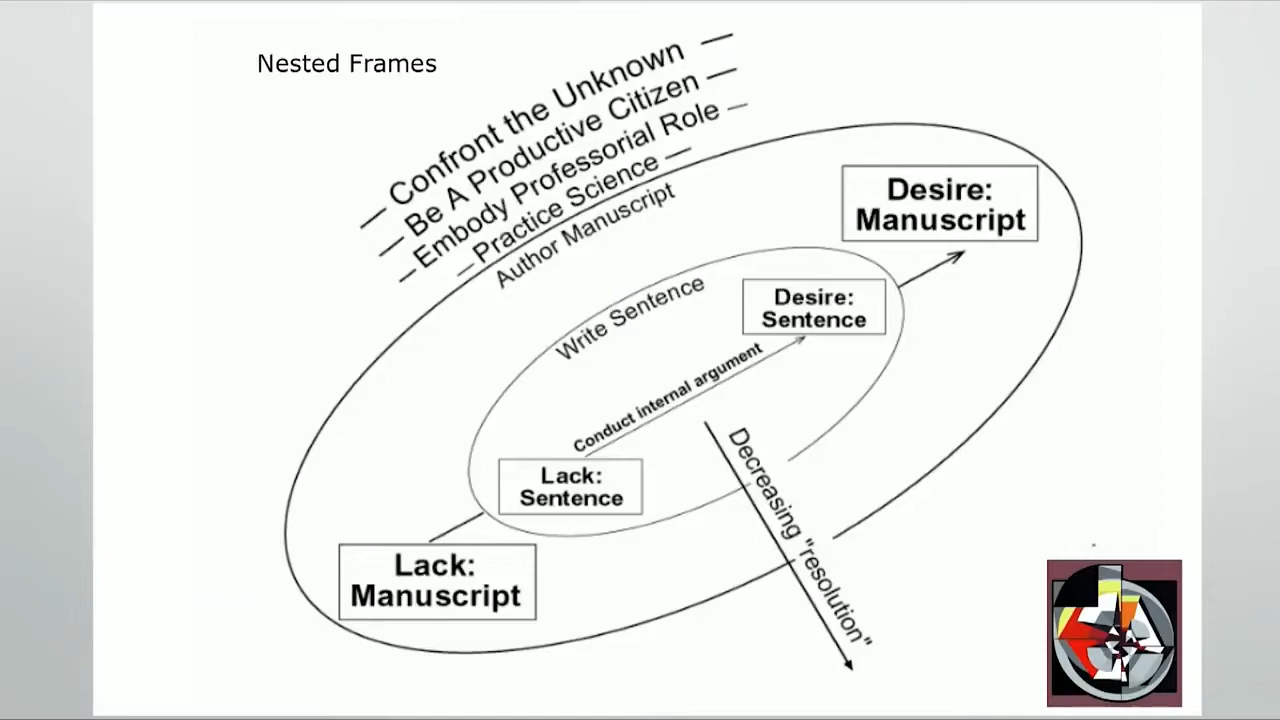 Nested Frames
Confront the Unknown
Be A Productive Citizen
Embody Professorial Role
Practice Science
Author Manuscript
Desire:
Manuscript
Write Sentence
Desire:
Sentence
Conduct internal argument
Lack:
Sentence
Decreasing "resolution"
Lack:
Manuscript